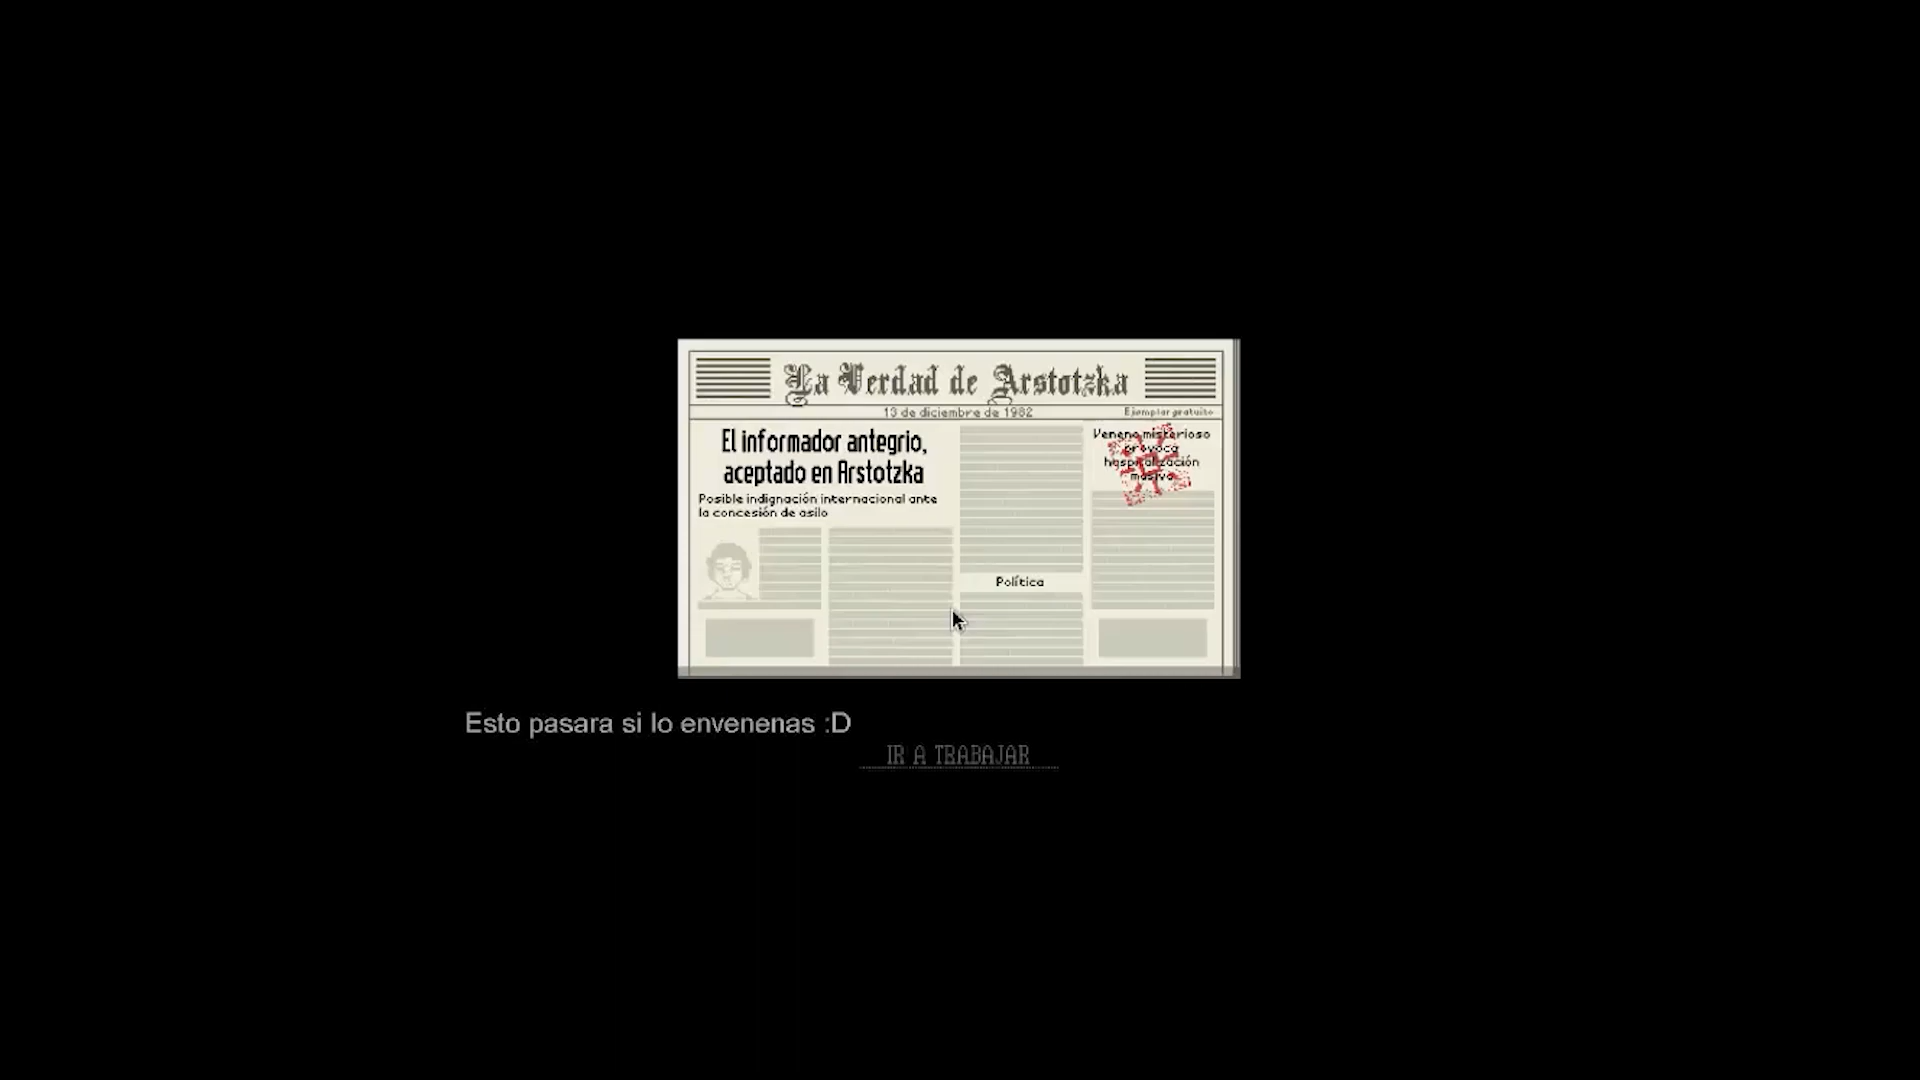 La Verdad de Arstotzka
13 de diciembre de 1982
Ejemplar gratuito
El informador antegrio,
aceptado en Arstotzka
Posible indignación internacional ante
la concesión de asilo
Política
Veneno misterioso
provoca
hospitalización
masiva
Esto pasara si lo envenenas :D
IR A TRABAJAR